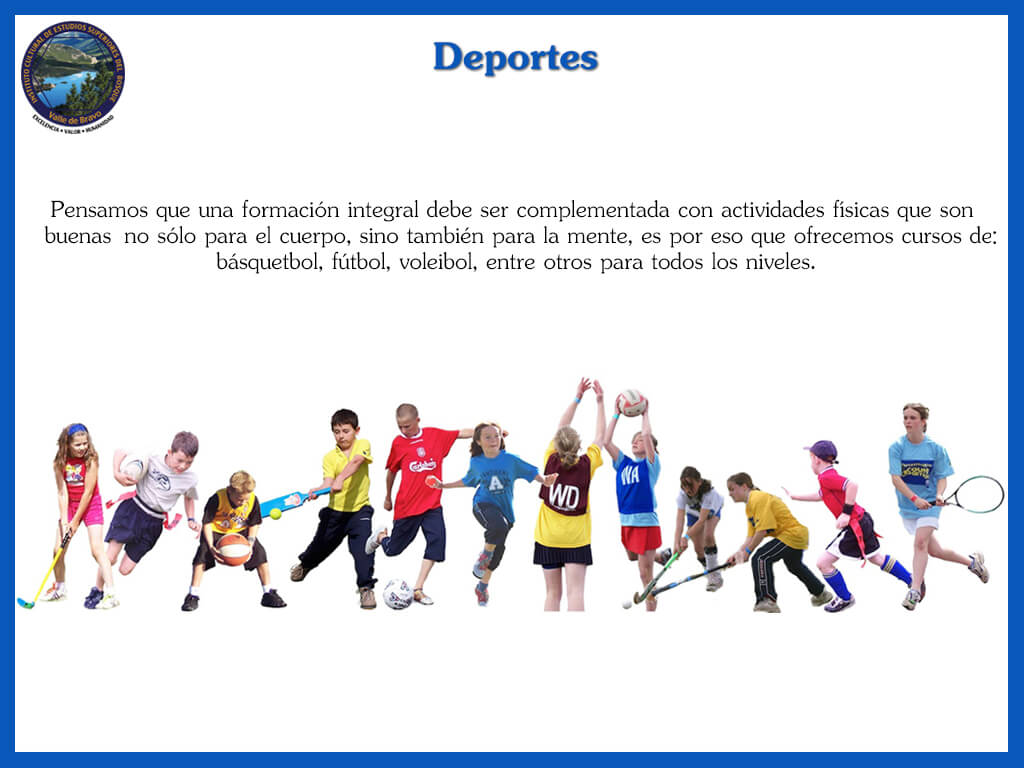 INSTITUTO CULTURAL DE ESTUDIOS SUPERIORES DEL BOSQUE
Valle de Bravo
EXCELENCIA • VALOR • HUMANIDAD
Deportes
Pensamos que una formación integral debe ser complementada con actividades físicas que son
buenas no sólo para el cuerpo, sino también para la mente, es por eso que ofrecemos cursos de:
básquetbol, fútbol, voleibol, entre otros para todos los niveles.
Carlsberg
A
WD
WA